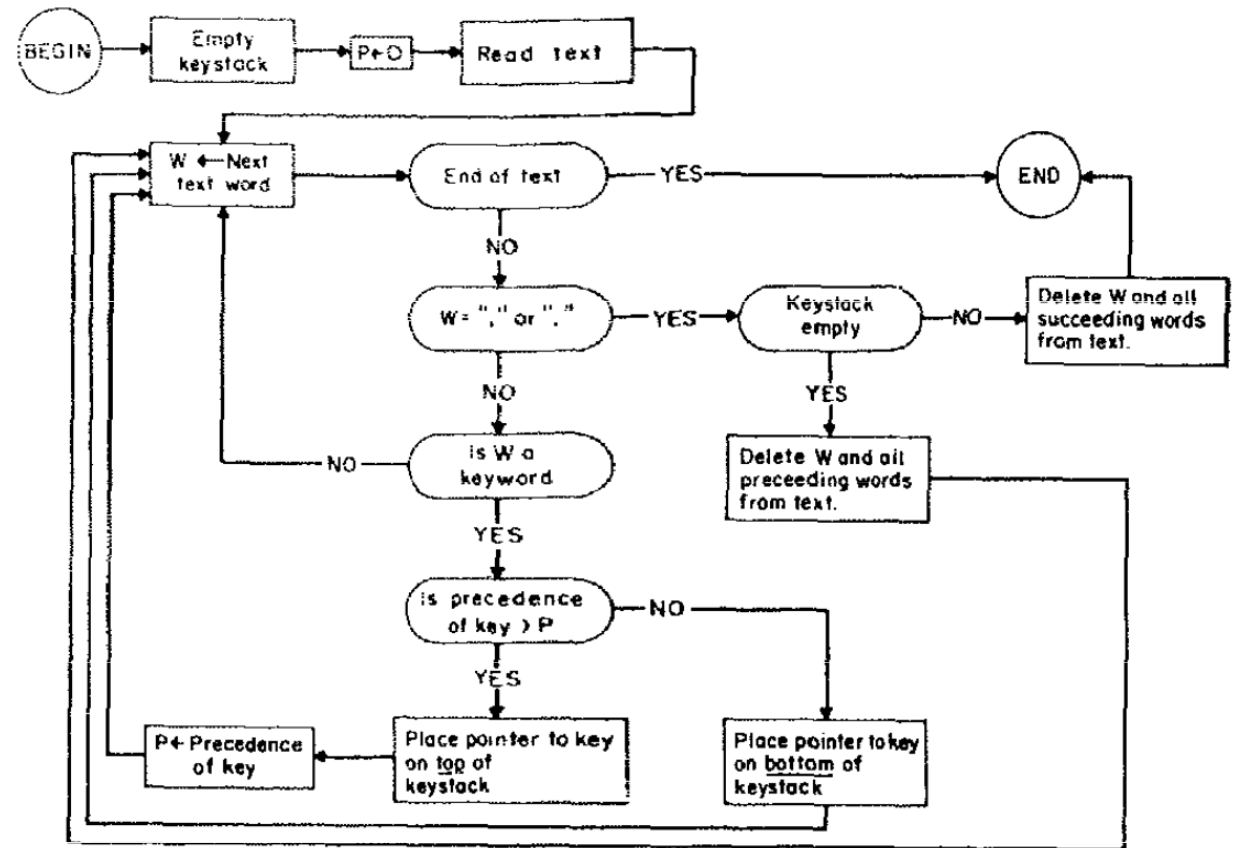 BEGIN
Empty
keystack
P←O
Read text
W ←Next
text word
End of text
YES
END
NO
W = "," or "."
YES
Keystack
empty
NO
Delete W and all
succeeding words
from text.
NO
YES
is W a
keyword
NO
Delete W and all
preceeding words
from text.
YES
is precedence
of key > P
NO
YES
P← Precedence
of key
Place pointer to key
on top of
keystack
Place pointer to key
on bottom of
keystack